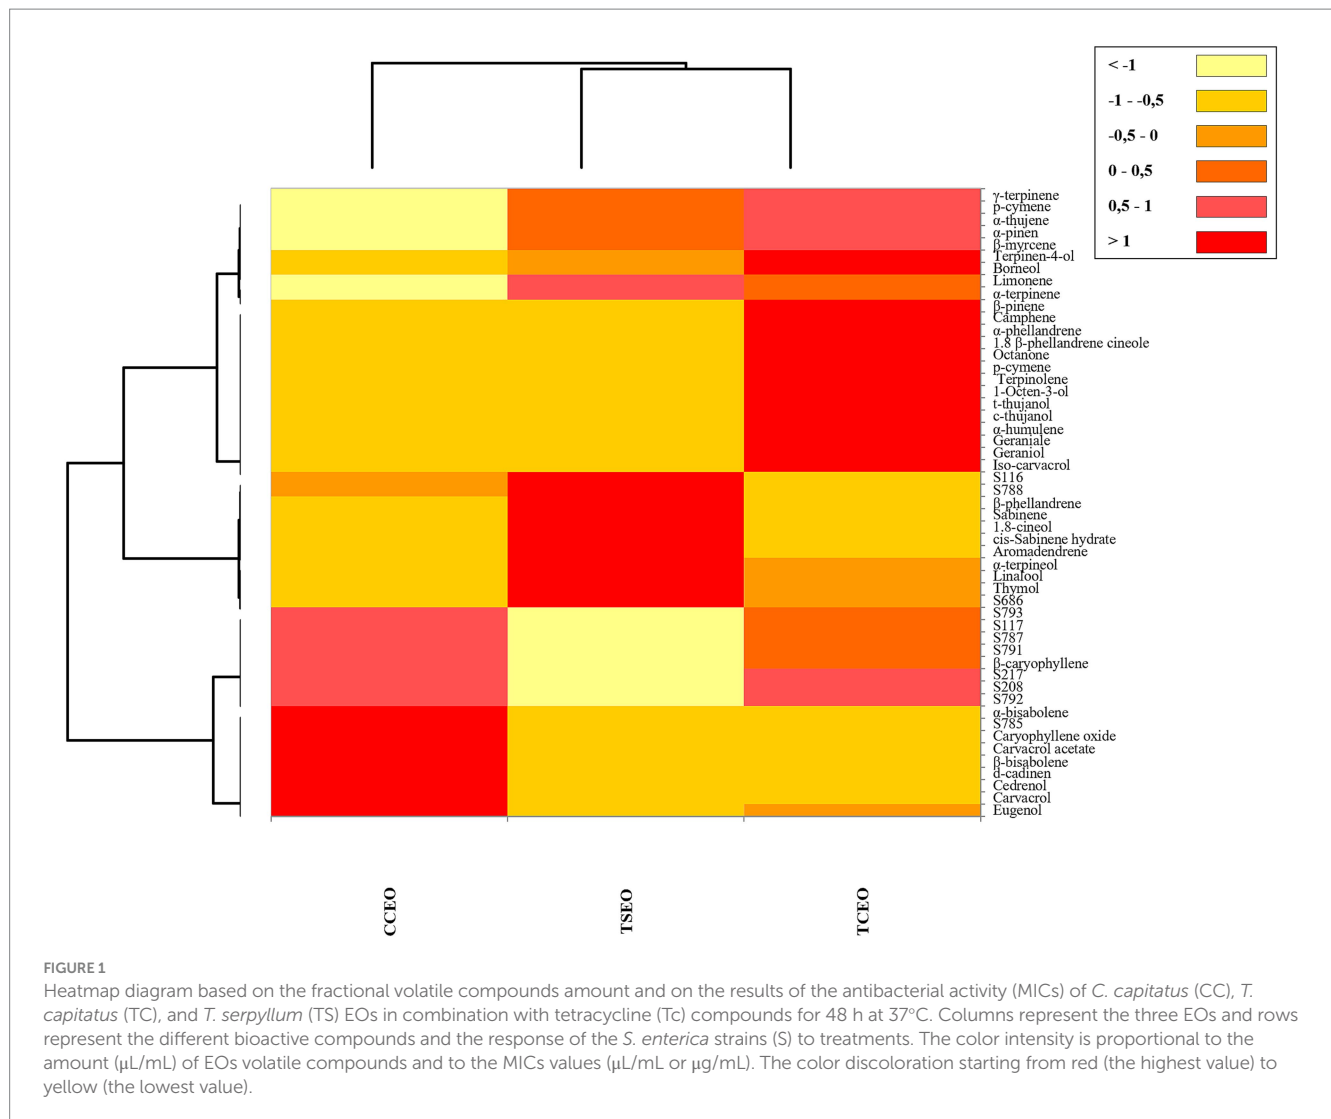 < -1
-1 - -0,5
-0,5 - 0
0 - 0,5
0,5 - 1
> 1
γ-terpinene
p-cymene
α-thujene
α-pinen
β-myrcene
Terpinen-4-ol
Borneol
Limonene
α-terpinene
β-pinene
Camphene
α-phellandrene
1.8 β-phellandrene cineole
Octanone
p-cymene
Terpinolene
1-Octen-3-ol
t-thujanol
c-thujanol
α-humulene
Geraniale
Geraniol
Iso-carvacrol
S116
S788
β-phellandrene
Sabinene
1.8-cineol
cis-Sabinene hydrate
Aromadendrene
α-terpineol
Linalool
Thymol
S686
S793
S117
S787
S791
β-caryophyllene
S217
S208
S792
α-bisabolene
S785
Caryophyllene oxide
Carvacrol acetate
β-bisabolene
d-cadinen
Cedrenol
Carvacrol
Eugenol
CCEO
TSEO
TCEO
FIGURE 1
Heatmap diagram based on the fractional volatile compounds amount and on the results of the antibacterial activity (MICs) of C. capitatus (CC), T.
capitatus (TC), and T. serpyllum (TS) EOs in combination with tetracycline (Tc) compounds for 48 h at 37°C. Columns represent the three EOs and rows
represent the different bioactive compounds and the response of the S. enterica strains (S) to treatments. The color intensity is proportional to the
amount (μL/mL) of EOs volatile compounds and to the MICs values (μL/mL or μg/mL). The color discoloration starting from red (the highest value) to
yellow (the lowest value).